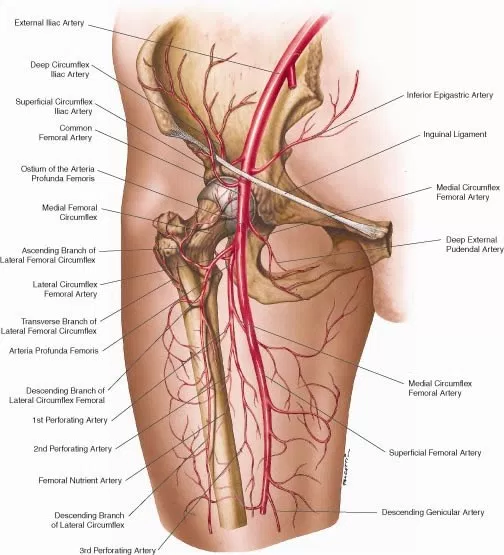 External Iliac Artery
Deep Circumflex
Iliac Artery
Superficial Circumflex
Iliac Artery
Common
Femoral Artery
Ostium of the Arteria
Profunda Femoris
Medial Femoral
Circumflex
Ascending Branch of
Lateral Femoral Circumflex
Lateral Circumflex
Femoral Artery
Transverse Branch of
Lateral Femoral Circumflex
Arteria Profunda Femoris
Descending Branch of
Lateral Circumflex Femoral
1st Perforating Artery
2nd Perforating Artery
Femoral Nutrient Artery
Descending Branch
of Lateral Circumflex
3rd Perforating Artery
Inferior Epigastric Artery
Inguinal Ligament
Medial Circumflex
Femoral Artery
Deep External
Pudendal Artery
Medial Circumflex
Femoral Artery
Superficial Femoral Artery
Descending Genicular Artery